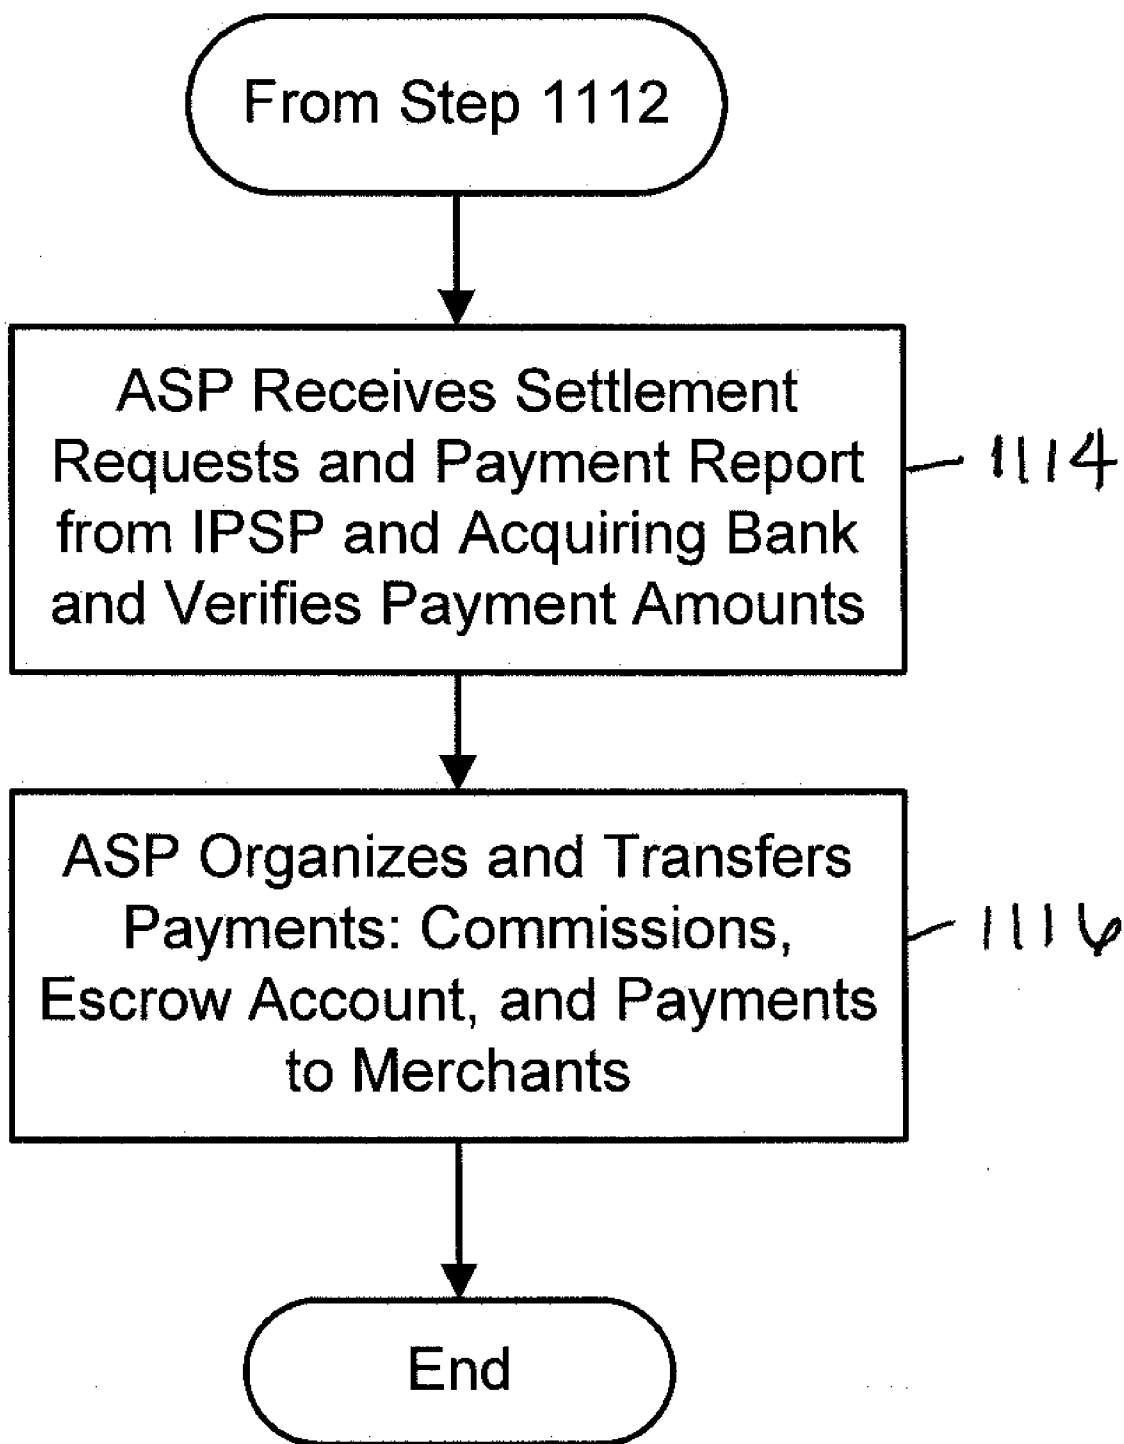 From Step 1112
ASP Receives Settlement
Requests and Payment Report
from IPSP and Acquiring Bank
and Verifies Payment Amounts
1114
ASP Organizes and Transfers
Payments: Commissions,
Escrow Account, and Payments
to Merchants
1116
End